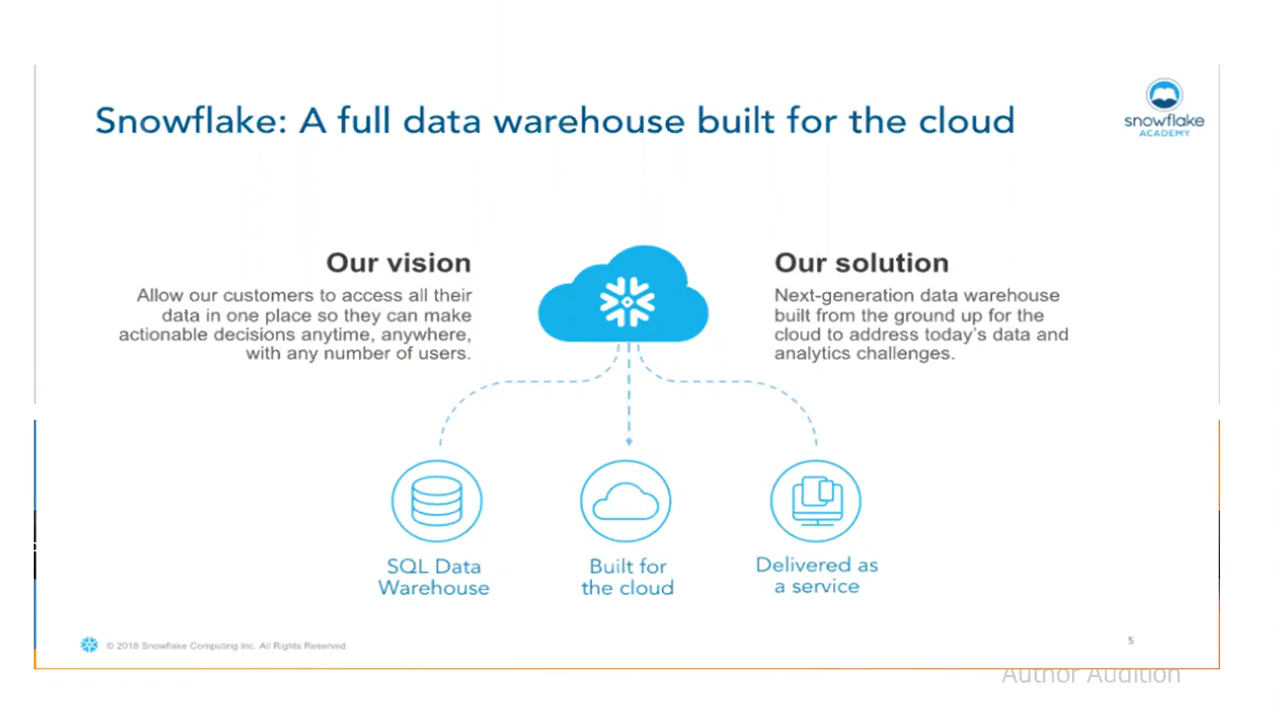 Snowflake: A full data warehouse built for the cloud
snowflake
ACADEMY
Our vision
Allow our customers to access all their
data in one place so they can make
actionable decisions anytime, anywhere,
with any number of users.
Our solution
Next-generation data warehouse
built from the ground up for the
cloud to address today's data and
analytics challenges.
SQL Data
Warehouse
Built for
the cloud
Delivered as
a service
© 2018 Snowflake Computing Inc. All Rights Reserved
5
Author Audition